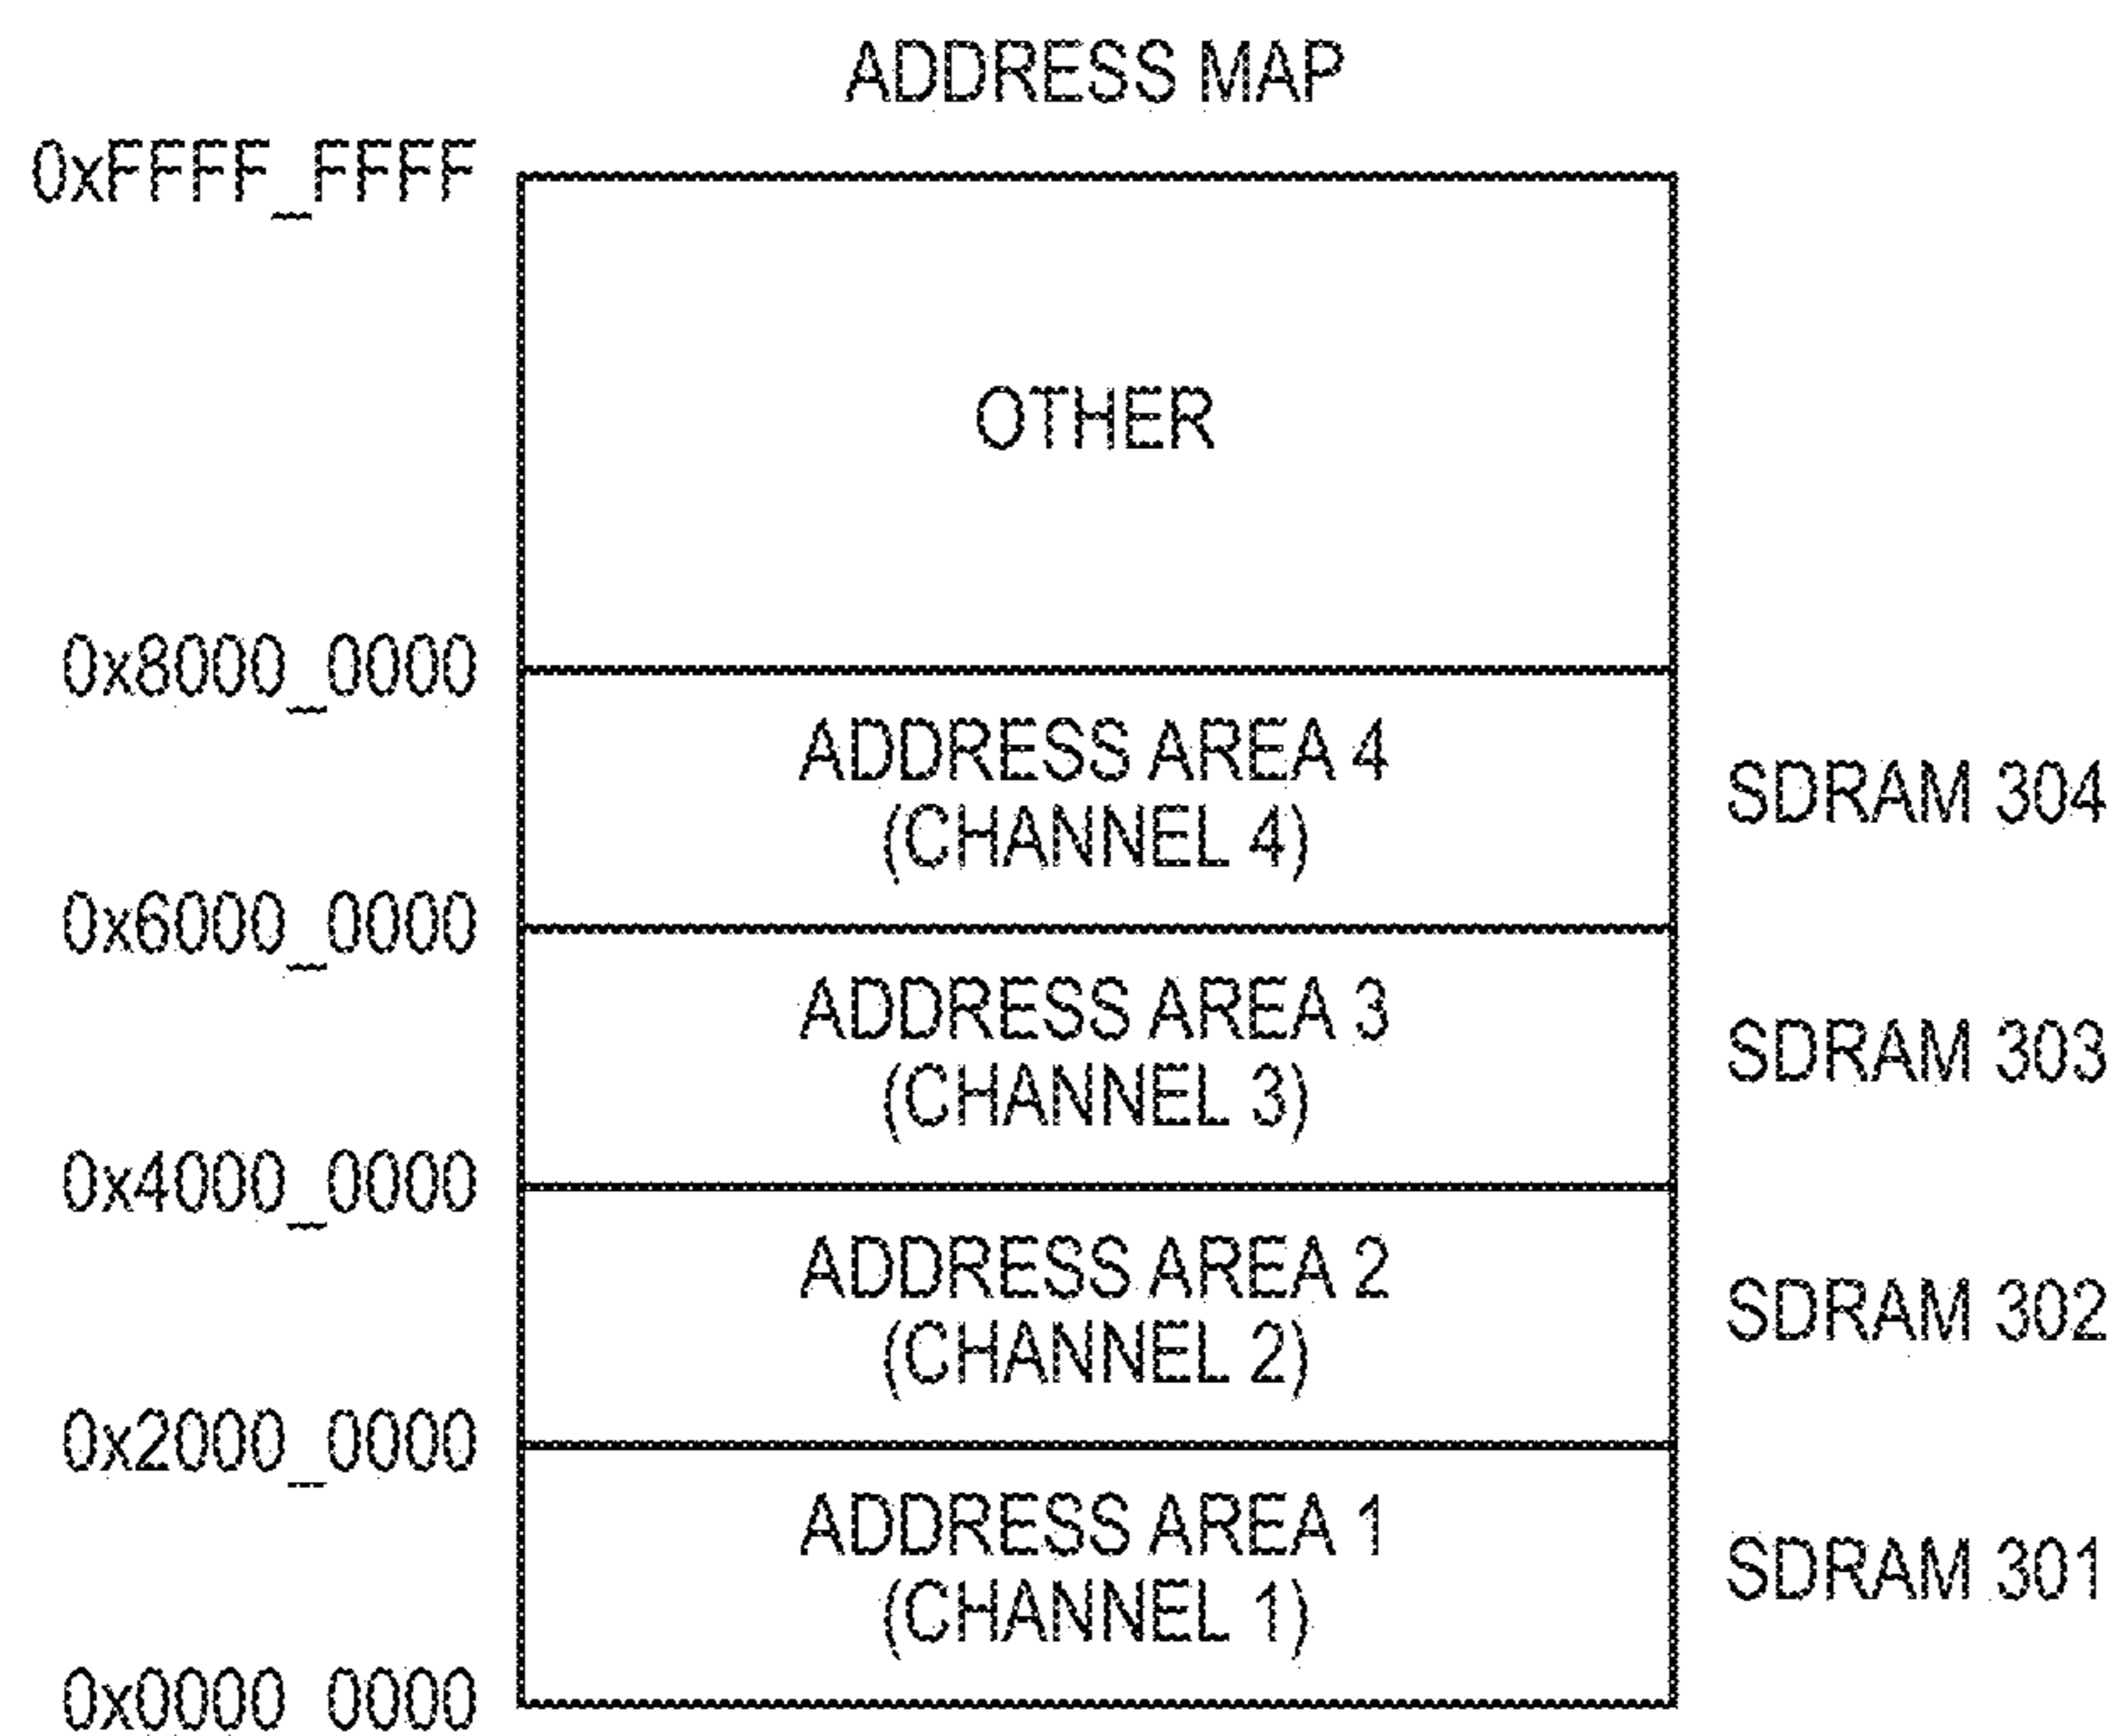 ADDRESS MAP
0xFFFF_FFFF
OTHER
0x8000_0000
ADDRESS AREA 4
(CHANNEL 4)
SDRAM 304
0x6000_0000
ADDRESS AREA 3
(CHANNEL 3)
SDRAM 303
0x4000_0000
ADDRESS AREA 2
(CHANNEL 2)
SDRAM 302
0x2000_0000
ADDRESS AREA 1
(CHANNEL 1)
SDRAM 301
0x0000_0000